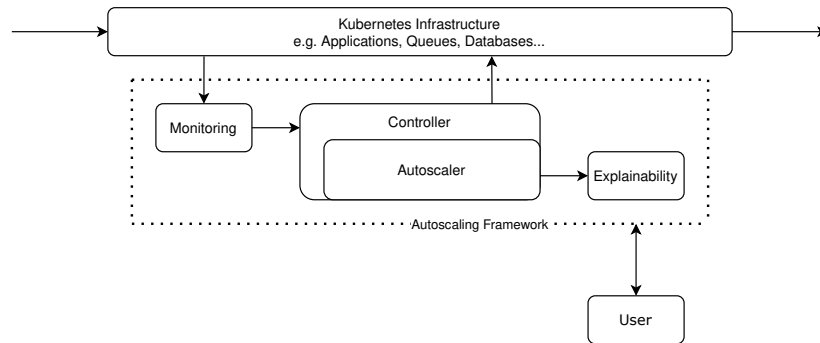 Kubernetes Infrastructure
e.g. Applications, Queues, Databases...
Monitoring
Controller
Autoscaler
Explainability
Autoscaling Framework
User